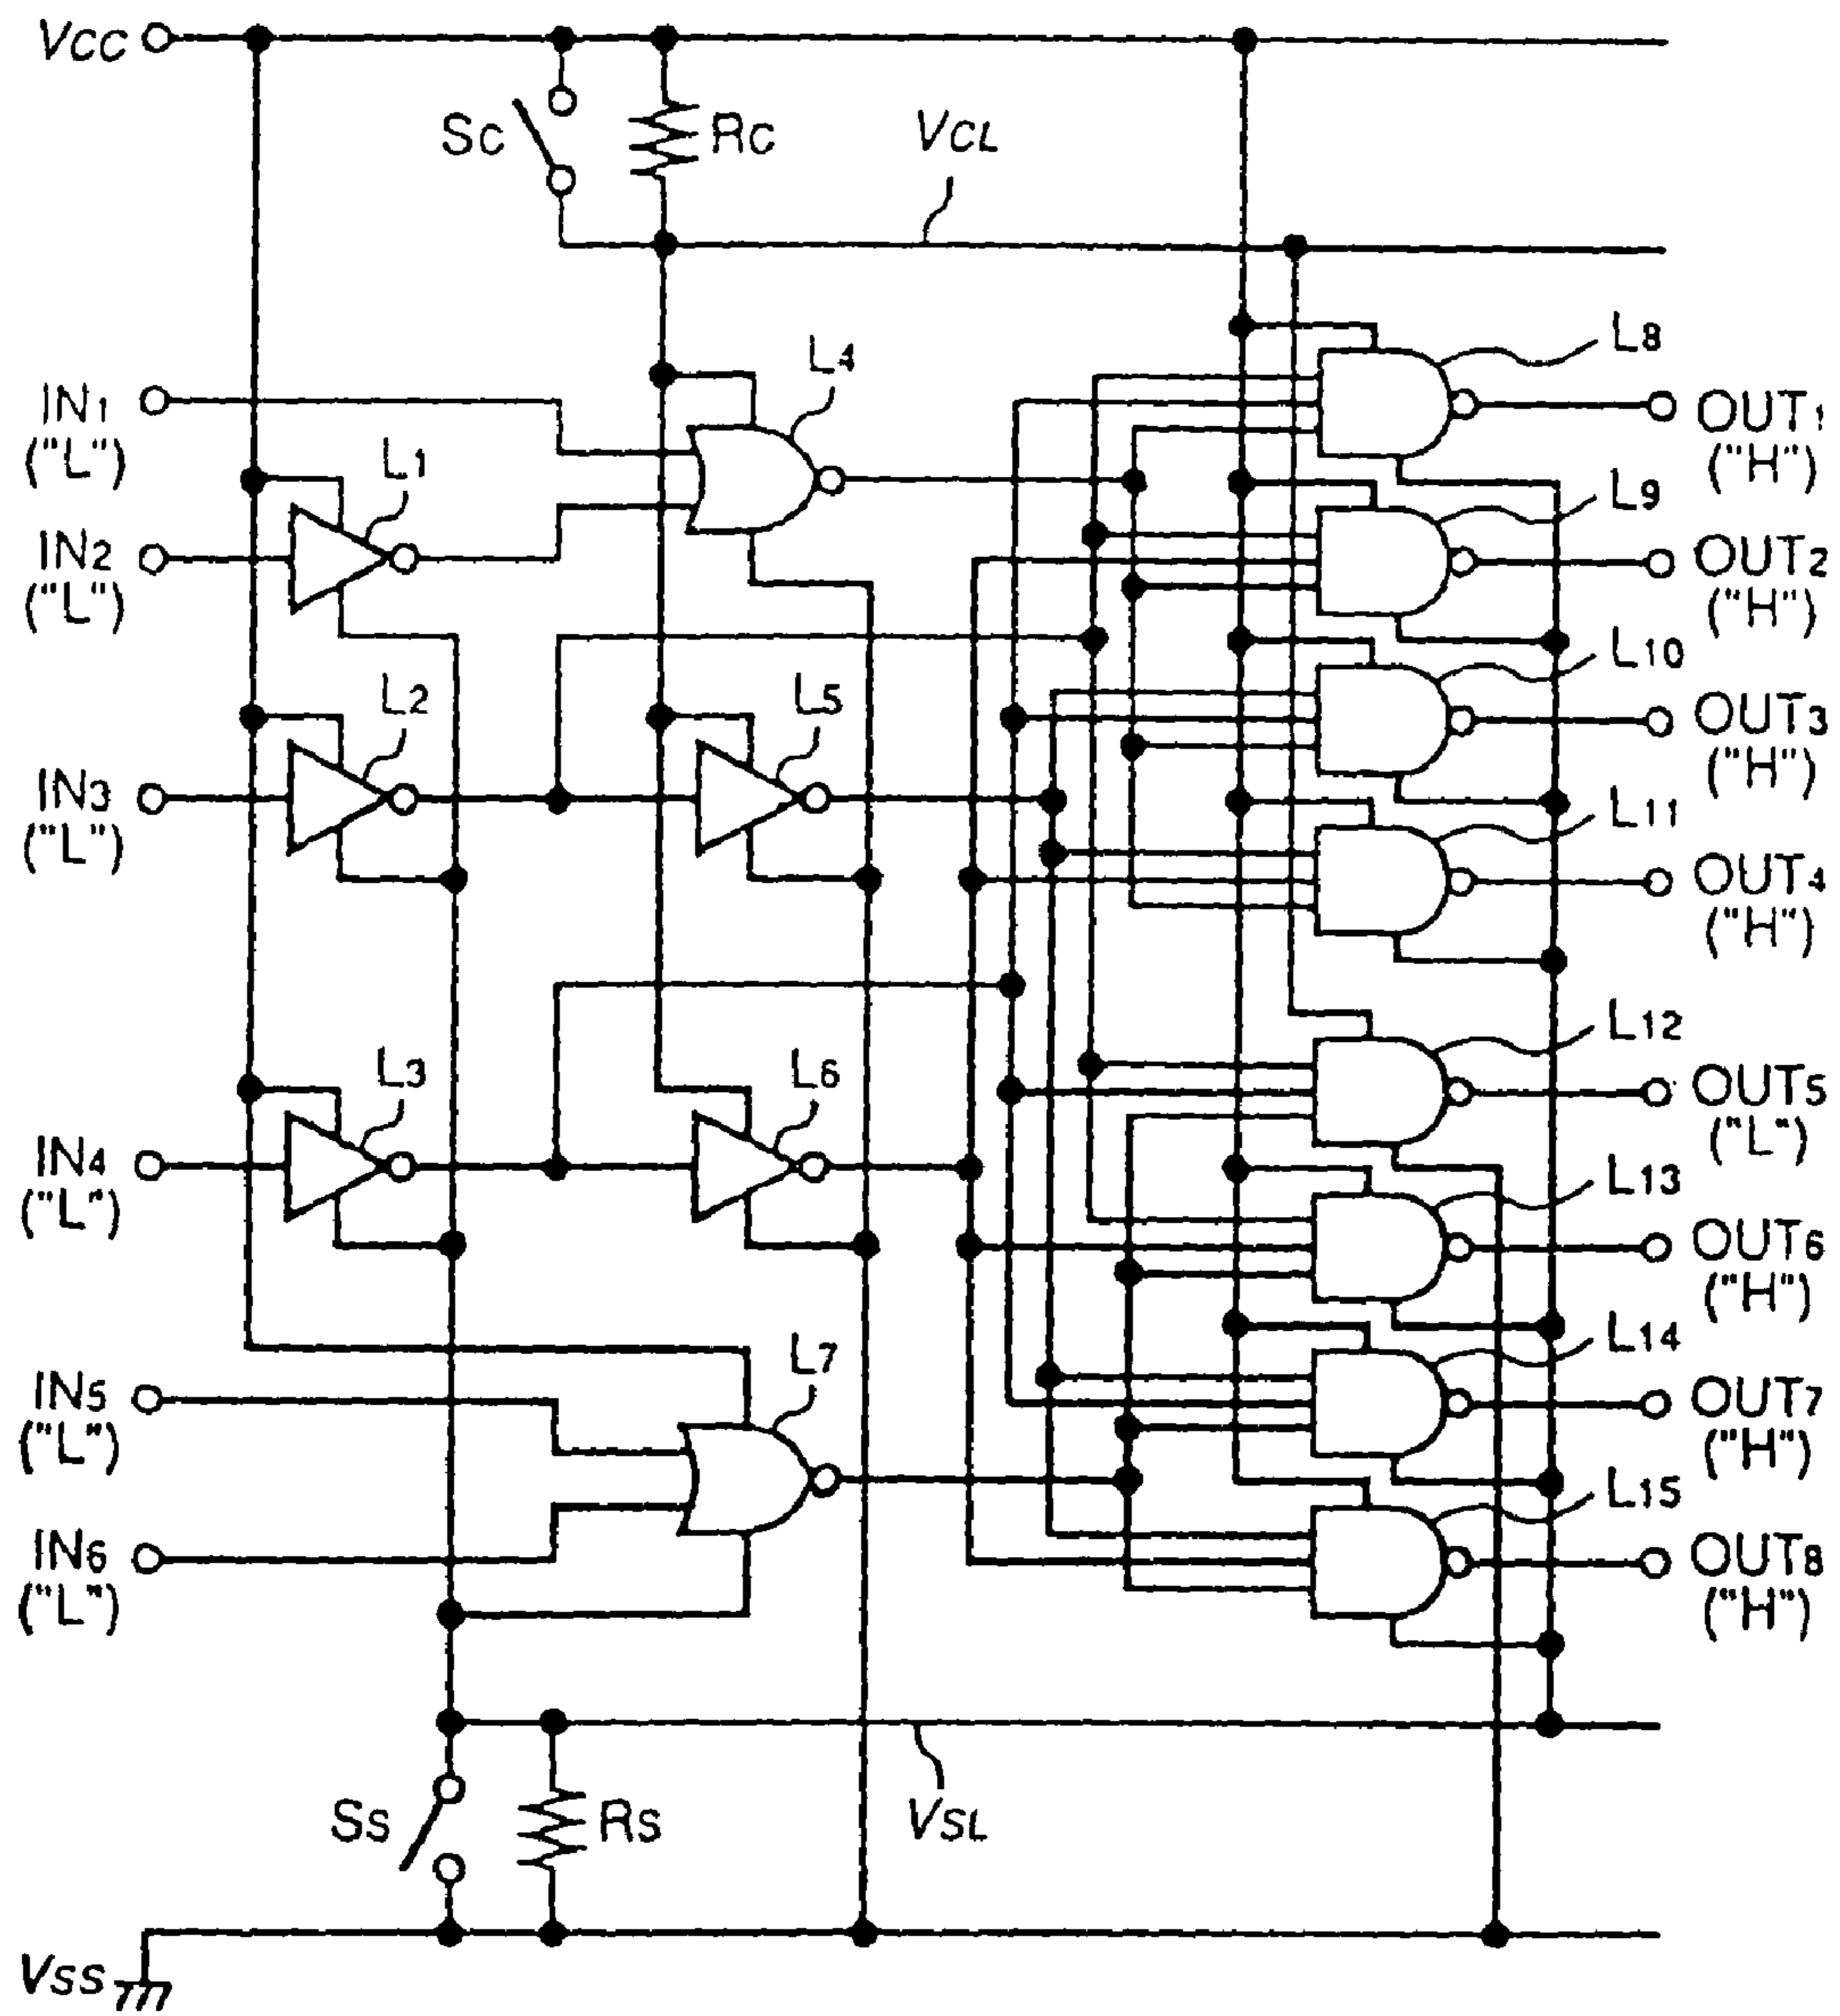 VCC
SC
RC
VCL
L8
L4
IN1
("L")
OUT1
("H")
L1
L9
IN2
("L")
OUT2
("H")
L10
L2
L5
IN3
("L")
OUT3
("H")
L11
OUT4
("H")
L12
L3
L6
IN4
("L")
OUT5
("L")
L13
OUT6
("H")
L14
L7
IN5
("L")
OUT7
("H")
L15
IN6
("L")
OUT8
("H")
SS
RS
VSL
VSS